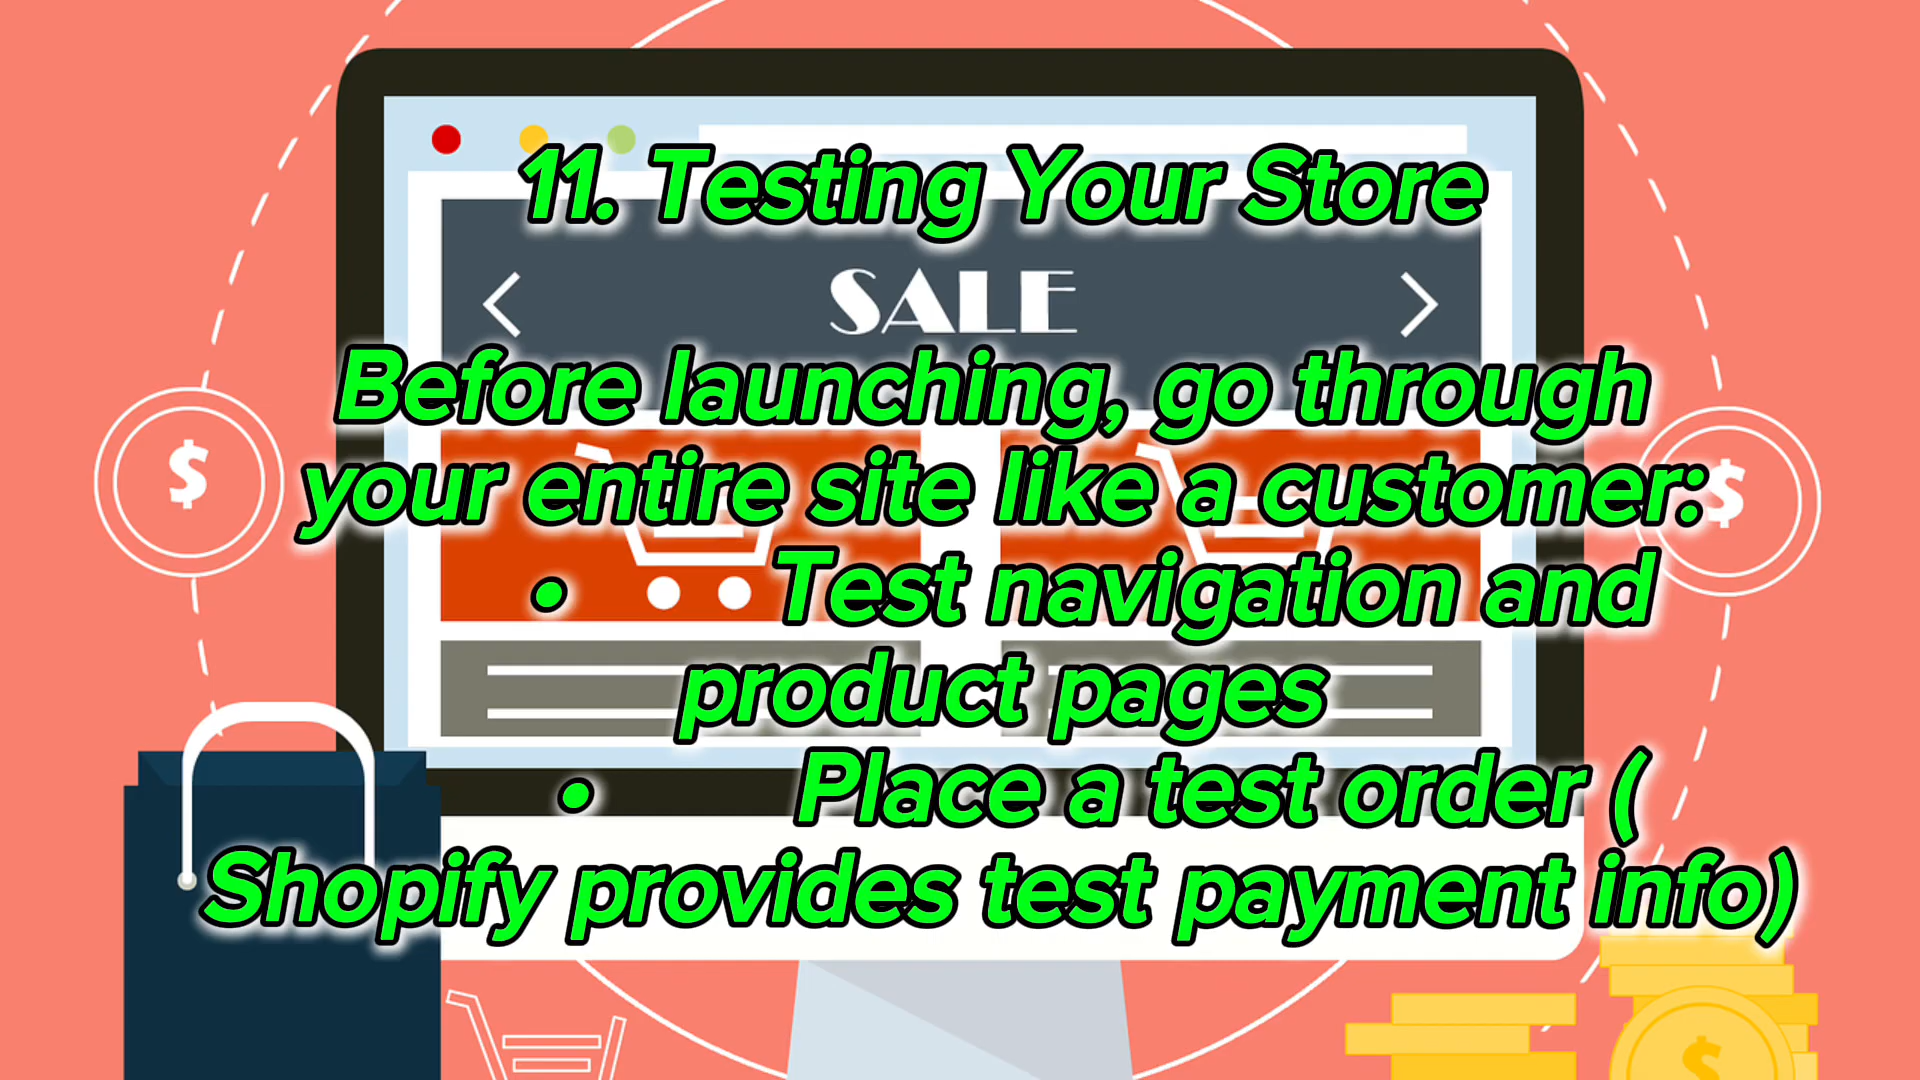 11. Testing Your Store
SALE
Before launching, go through
your entire site like a customer:
• Test navigation and
product pages
• Place a test order (
Shopify provides test payment info)
$
$
$